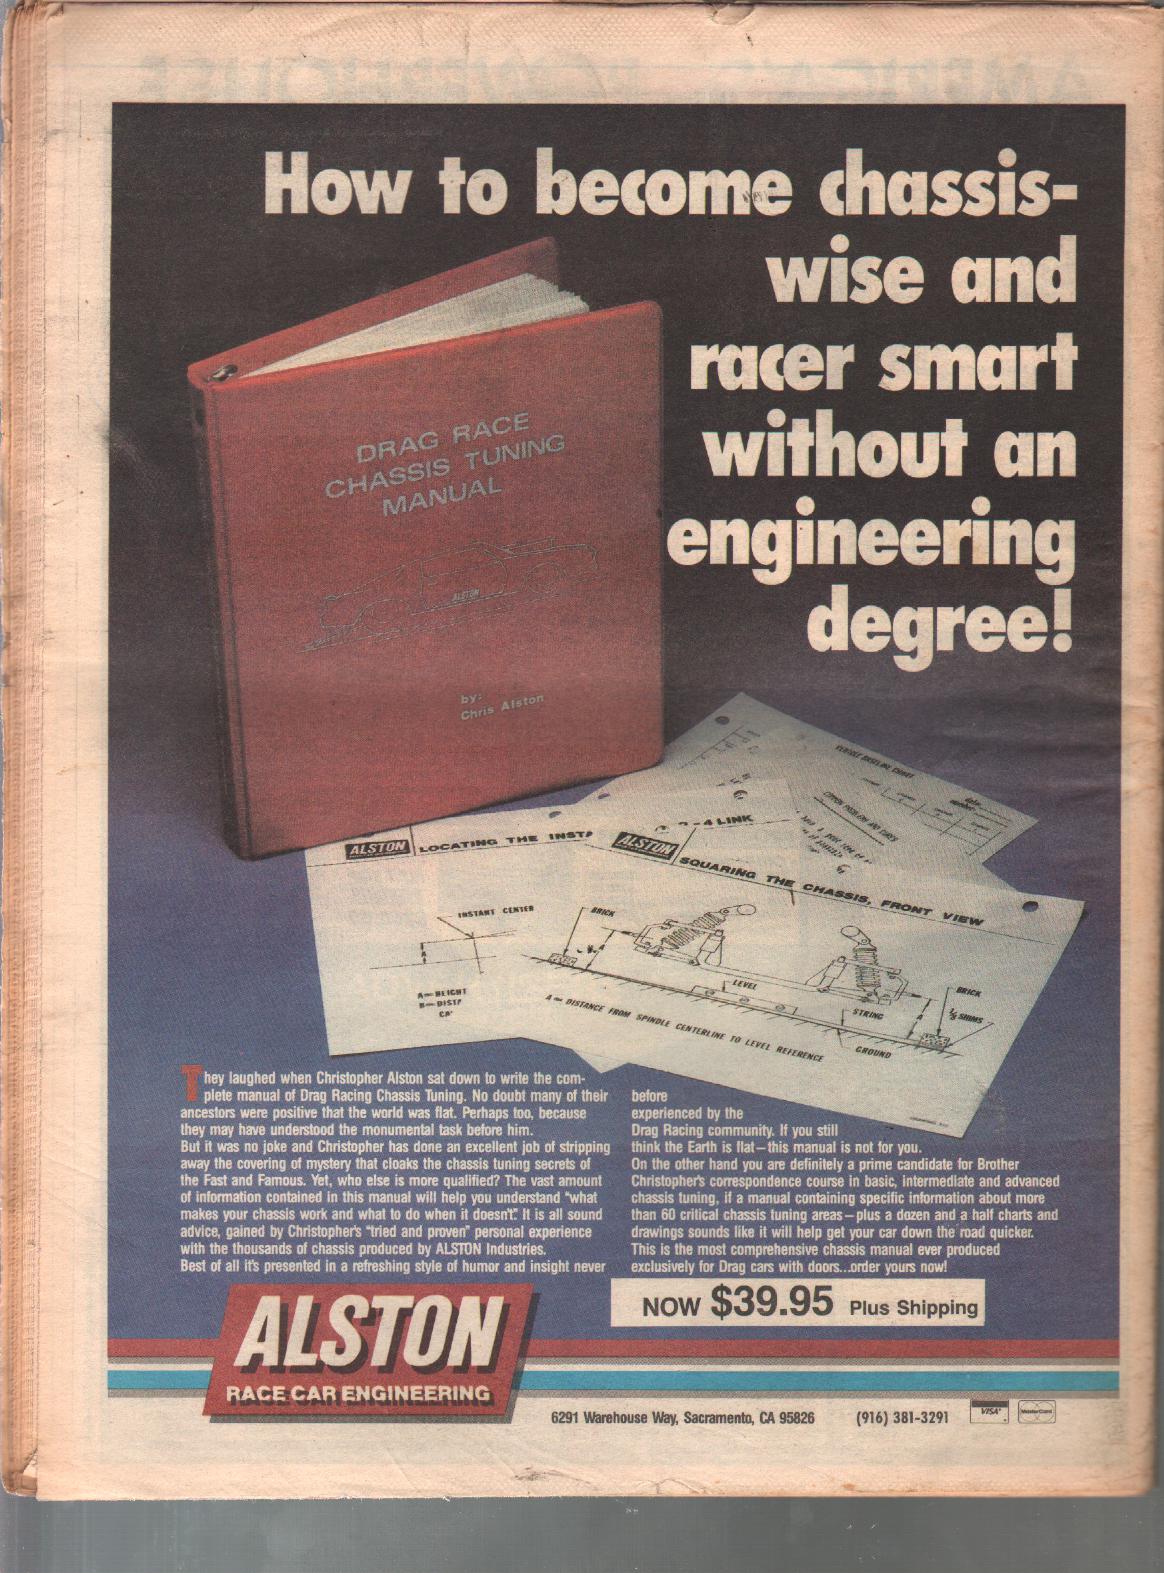 How to become chassis-
wise and
racer smart
without an
engineering
degree!
DRAG RACE
CHASSIS TUNING
MANUAL
ALSTON
by:
Chris Alston
VEHICLE BASELINE CHART
COMMON PROBLEMS AND CURES
4 LINK
ALSTON
LOCATING THE INSTA
INSTANT CENTER
A
A — HEIGHT
B — DIST
ALSTON
SQUARING THE CHASSIS, FRONT VIEW
BRICK
LEVEL
STRING
GROUND
A
BRICK
SHIMS
A — DISTANCE FROM SPINDLE CENTERLINE TO LEVEL REFERENCE
They laughed when Christopher Alston sat down to write the com-
plete manual of Drag Racing Chassis Tuning. No doubt many of their
ancestors were positive that the world was flat. Perhaps too, because
they may have understood the monumental task before him.
But it was no joke and Christopher has done an excellent job of stripping
away the covering of mystery that cloaks the chassis tuning secrets of
the Fast and Famous. Yet, who else is more qualified? The vast amount
of information contained in this manual will help you understand "what
makes your chassis work and what to do when it doesn't." It is all sound
advice, gained by Christopher's "tried and proven" personal experience
with the thousands of chassis produced by ALSTON Industries.
Best of all it's presented in a refreshing style of humor and insight never
before
experienced by the
Drag Racing community. If you still
think the Earth is flat—this manual is not for you.
On the other hand you are definitely a prime candidate for Brother
Christopher's correspondence course in basic, intermediate and advanced
chassis tuning, if a manual containing specific information about more
than 60 critical chassis tuning areas—plus a dozen and a half charts and
drawings sounds like it will help get your car down the road quicker.
This is the most comprehensive chassis manual ever produced
exclusively for Drag cars with doors...order yours now!
NOW $39.95 Plus Shipping
ALSTON
RACE CAR ENGINEERING
6291 Warehouse Way, Sacramento, CA 95826 (916) 381-3291 VISA MasterCard